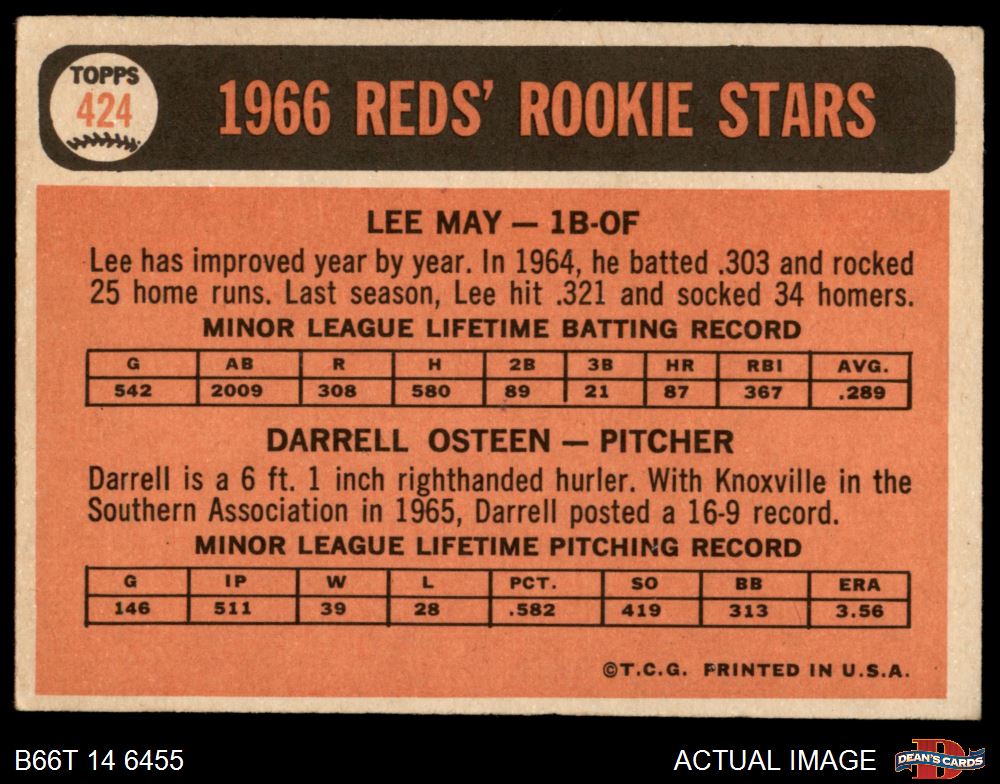 TOPPS
424
1966 REDS' ROOKIE STARS
LEE MAY — 1B-OF
Lee has improved year by year. In 1964, he batted .303 and rocked
25 home runs. Last season, Lee hit .321 and socked 34 homers.
MINOR LEAGUE LIFETIME BATTING RECORD
G AB R H 2B 3B HR RBI AVG.
542 2009 308 580 89 21 87 367 .289
DARRELL OSTEEN — PITCHER
Darrell is a 6 ft. 1 inch righthanded hurler. With Knoxville in the
Southern Association in 1965, Darrell posted a 16-9 record.
MINOR LEAGUE LIFETIME PITCHING RECORD
G IP W L PCT. SO BB ERA
146 511 39 28 .582 419 313 3.56
©T.C.G. PRINTED IN U.S.A.
B66T 14 6455 ACTUAL IMAGE DEAN'S CARDS